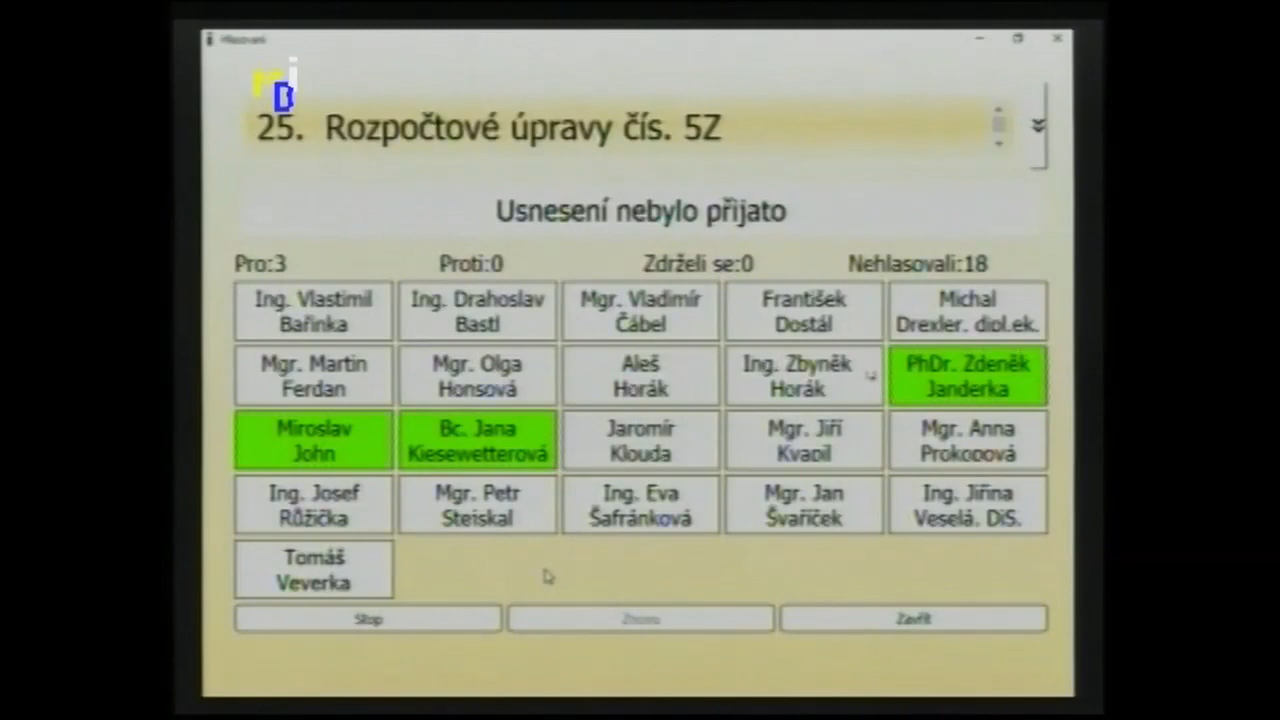 Hlasování
25. Rozpočtové úpravy čís. 5Z
Usnesení nebylo přijato
Pro:3 Proti:0 Zdrželi se:0 Nehlasovali:18
Ing. Vlastimil Bařinka
Ing. Drahoslav Bastl
Mgr. Vladimír Čábel
František Dostál
Michal Drexler, dipl.ek.
Mgr. Martin Ferdan
Mgr. Olga Honsová
Aleš Horák
Ing. Zbyněk Horák
PhDr. Zdeněk Janderka
Miroslav John
Bc. Jana Kiesewetterová
Jaromír Klouda
Mgr. Jiří Kvapil
Mgr. Anna Prokopová
Ing. Josef Růžička
Mgr. Petr Stejskal
Ing. Eva Šafránková
Mgr. Jan Švaříček
Ing. Jiřina Veselá, DiS.
Tomáš Veverka
Stop Znovu Zavřít